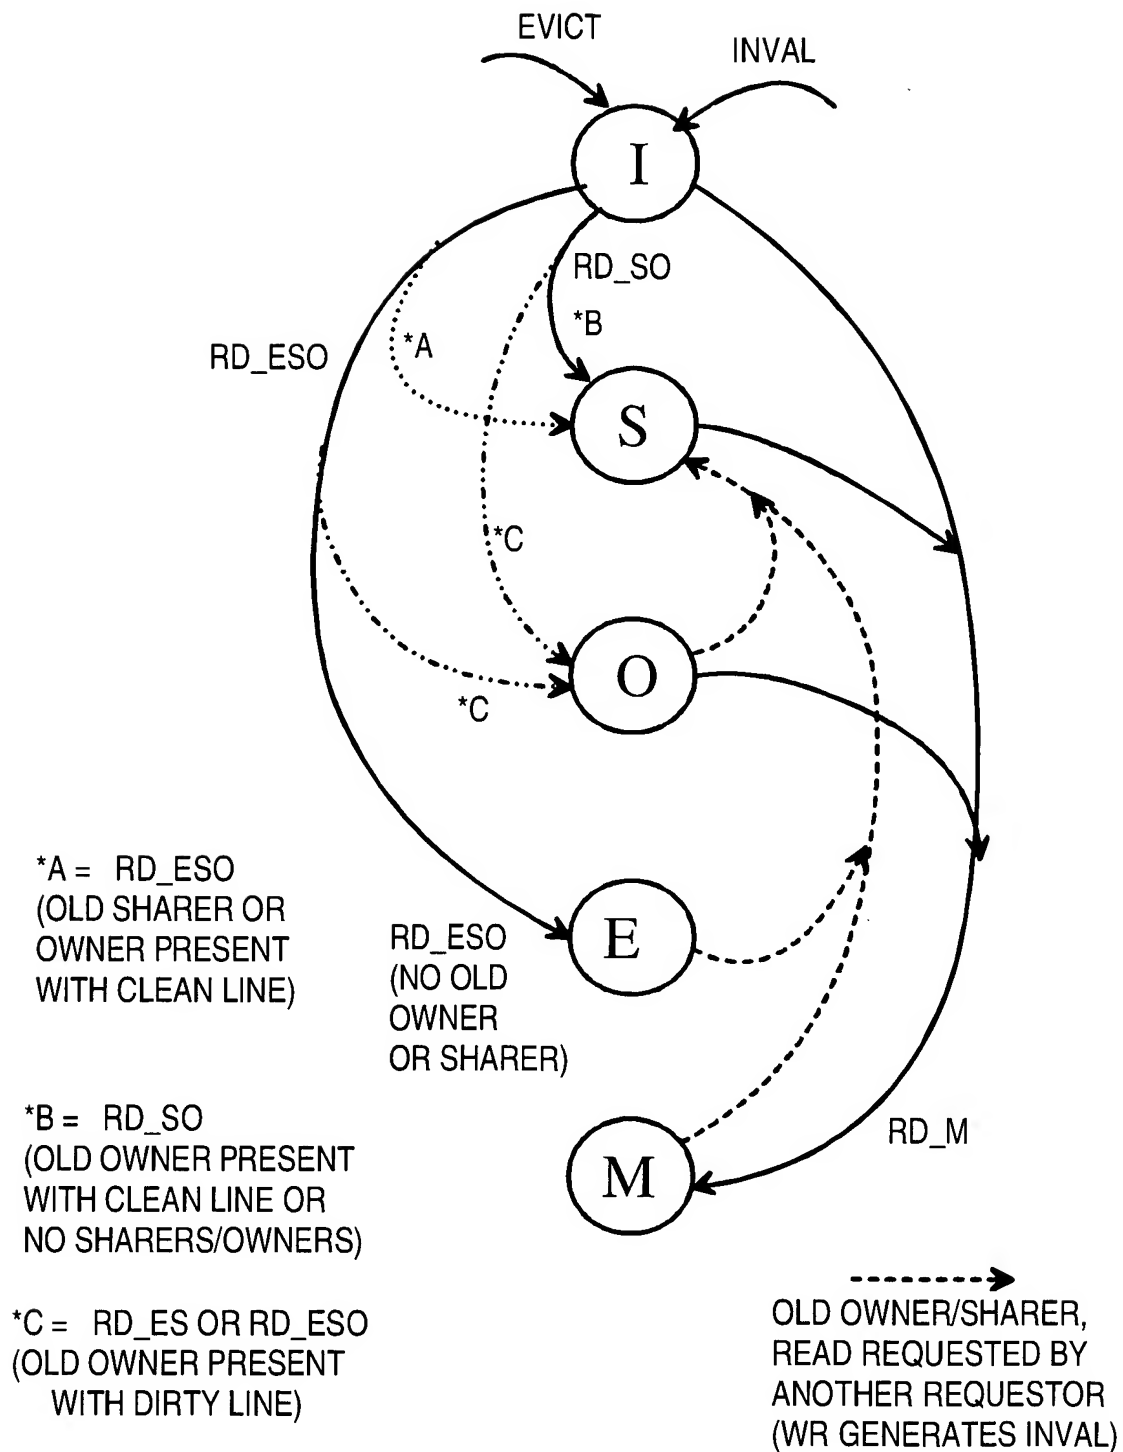 EVICT
INVAL
I
RD_SO
*B
RD_ESO
*A
S
*C
O
*C
*A = RD_ESO
(OLD SHARER OR
OWNER PRESENT
WITH CLEAN LINE)
E
RD_ESO
(NO OLD
OWNER
OR SHARER)
*B = RD_SO
(OLD OWNER PRESENT
WITH CLEAN LINE OR
NO SHARERS/OWNERS)
M
RD_M
*C = RD_ES OR RD_ESO
(OLD OWNER PRESENT
WITH DIRTY LINE)
OLD OWNER/SHARER,
READ REQUESTED BY
ANOTHER REQUESTOR
(WR GENERATES INVAL)